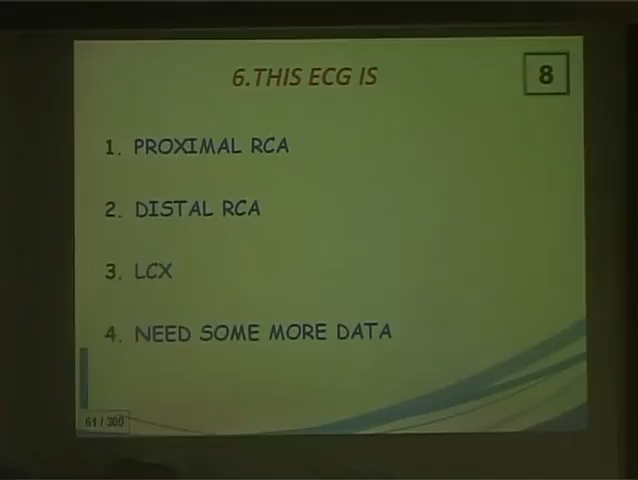 6.THIS ECG IS
8
1. PROXIMAL RCA
2. DISTAL RCA
3. LCX
4. NEED SOME MORE DATA
61 / 300